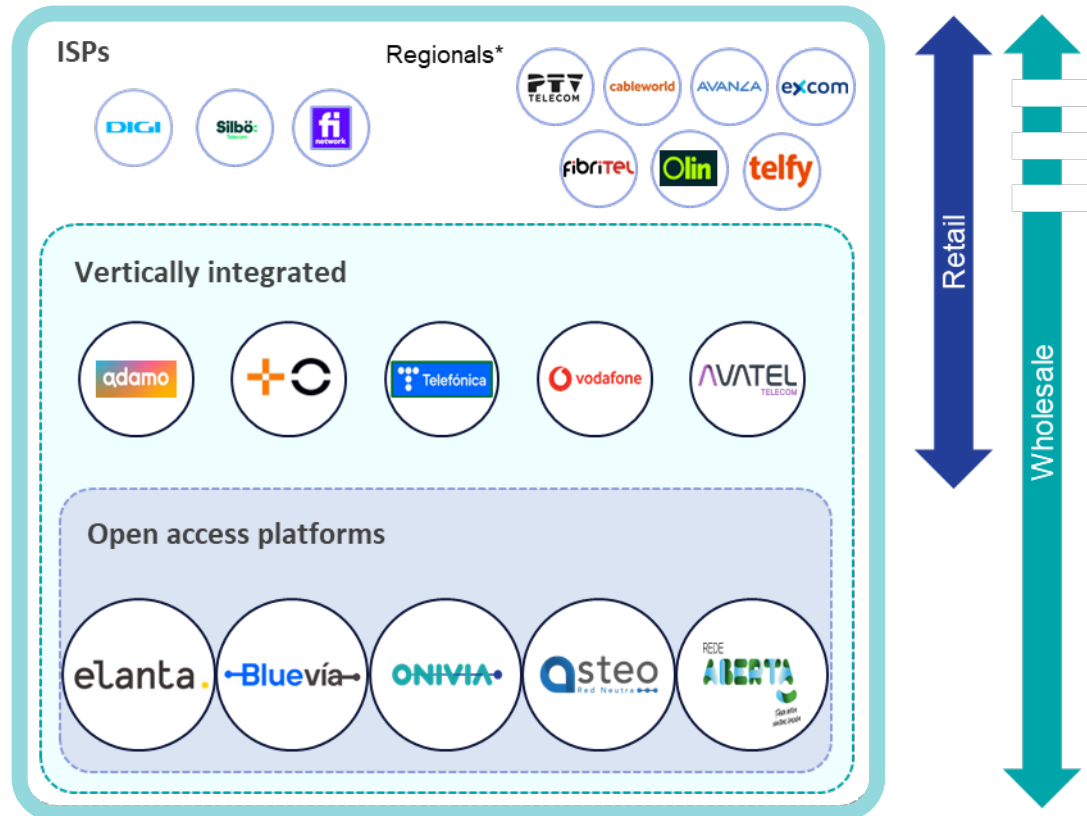 ISPs
Regionals*
DIGI
Silbö:
Telecom
fi
network
PTV
TELECOM
cableworld
AVANZA
excom
fibritel
Olin
telfy
Vertically integrated
adamo
Telefónica
vodafone
AVATEL
TELECOM
Open access platforms
elanta.
Bluevía
ONIVIA
asteo
Red Neutra
REDE
ABERTA
Retail
Wholesale